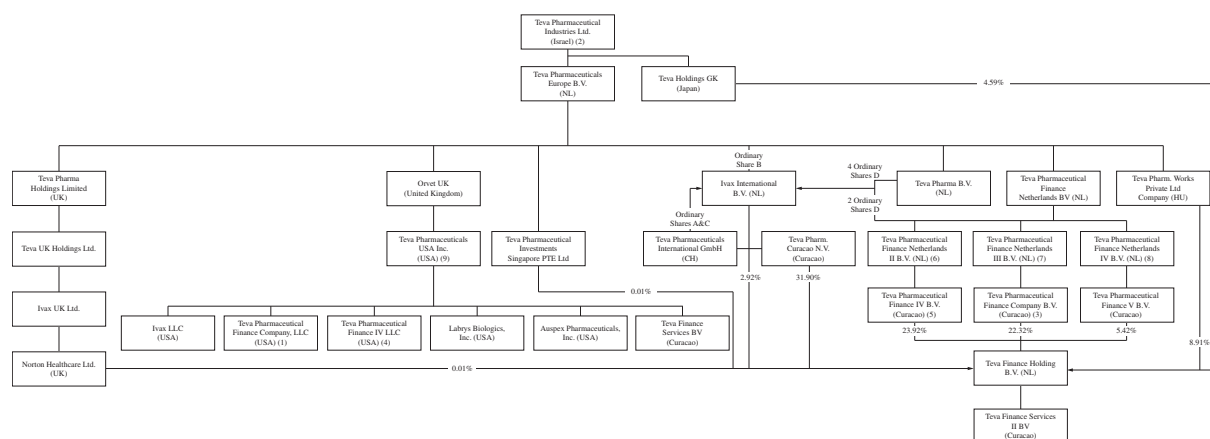 Teva Pharmaceutical
Industries Ltd.
(Israel) (2)
Teva Pharmaceuticals
Europe B.V.
(NL)
Teva Holdings GK
(Japan)
4.59%
Teva Pharma
Holdings Limited
(UK)
Orvet UK
(United Kingdom)
Ordinary
Share B
Ivax International
B.V. (NL)
4 Ordinary
Shares D
2 Ordinary
Shares D
Teva Pharma B.V.
(NL)
Teva Pharmaceutical
Finance
Netherlands BV (NL)
Teva Pharm. Works
Private Ltd
Company (HU)
Ordinary
Shares A&C
Teva UK Holdings Ltd.
Teva Pharmaceuticals
USA Inc.
(USA) (9)
Teva Pharmaceutical
Investments
Singapore PTE Ltd
Teva Pharmaceuticals
International GmbH
(CH)
Teva Pharm.
Curacao N.V.
(Curacao)
Teva Pharmaceutical
Finance Netherlands
II B.V. (NL) (6)
Teva Pharmaceutical
Finance Netherlands
III B.V. (NL) (7)
Teva Pharmaceutical
Finance Netherlands
IV B.V. (NL) (8)
2.92%
31.90%
0.01%
Ivax UK Ltd.
Teva Pharmaceutical
Finance IV B.V.
(Curacao) (5)
Teva Pharmaceutical
Finance Company B.V.
(Curacao) (3)
Teva Pharmaceutical
Finance V B.V.
(Curacao)
Ivax LLC
(USA)
Teva Pharmaceutical
Finance Company, LLC
(USA) (1)
Teva Pharmaceutical
Finance IV LLC
(USA) (4)
Labrys Biologics,
Inc. (USA)
Auspex Pharmaceuticals,
Inc. (USA)
Teva Finance
Services BV
(Curacao)
23.92%
22.32%
5.42%
8.91%
Norton Healthcare Ltd.
(UK)
0.01%
Teva Finance Holding
B.V. (NL)
Teva Finance Services
II BV
(Curacao)